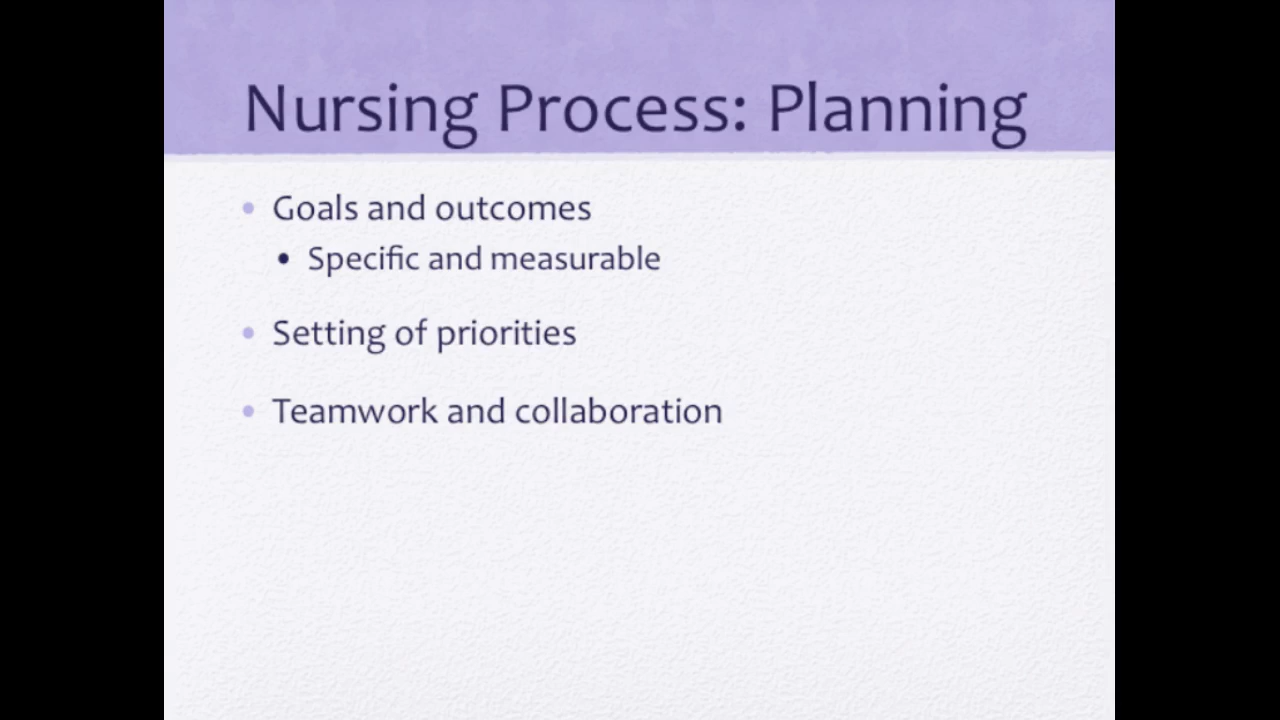 Nursing Process: Planning
• Goals and outcomes
• Specific and measurable
• Setting of priorities
• Teamwork and collaboration